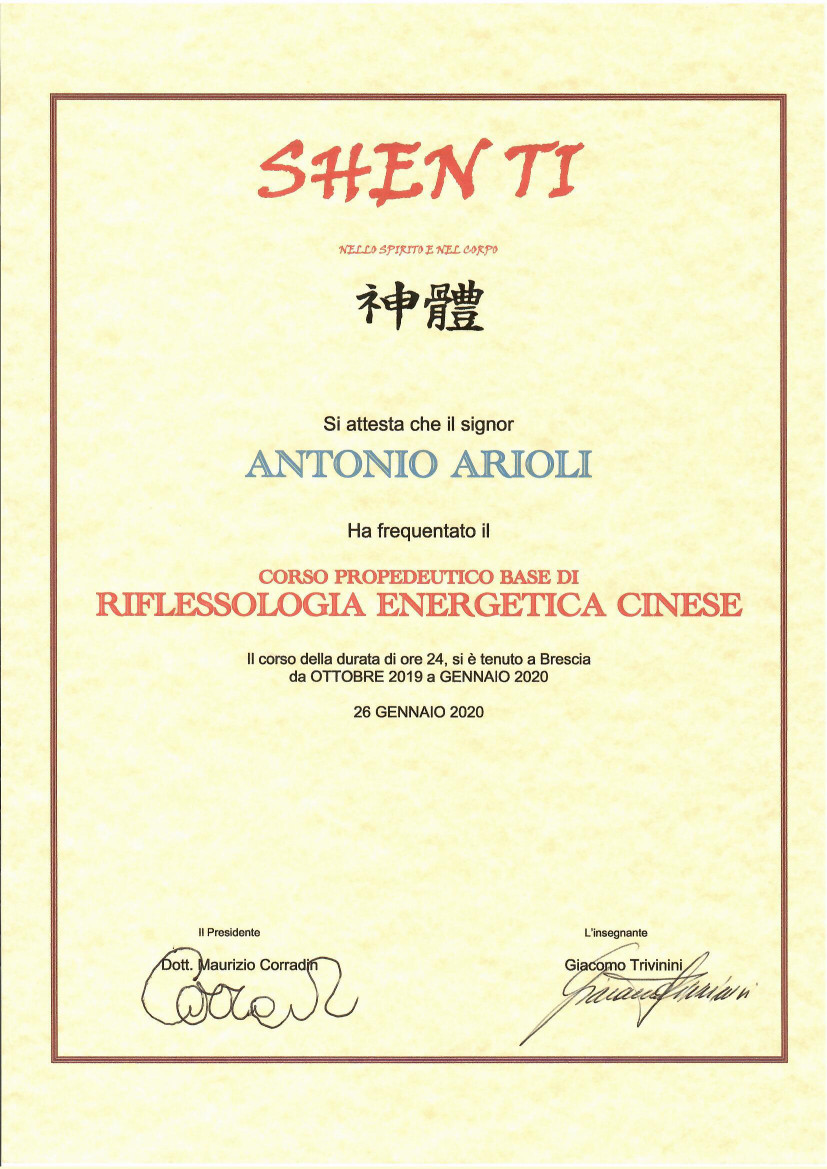 SHEN TI
NELLO SPIRITO E NEL CORPO
神體
Si attesta che il signor
ANTONIO ARIOLI
Ha frequentato il
CORSO PROPEDEUTICO BASE DI
RIFLESSOLOGIA ENERGETICA CINESE
Il corso della durata di ore 24, si è tenuto a Brescia
da OTTOBRE 2019 a GENNAIO 2020
26 GENNAIO 2020
Il Presidente
Dott. Maurizio Corradin
L'insegnante
Giacomo Trivinini